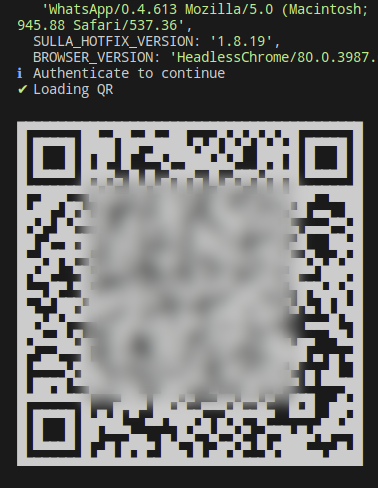 'WhatsApp/0.4.613 Mozilla/5.0 (Macintosh;
945.88 Safari/537.36',
SULLA_HOTFIX_VERSION: '1.8.19',
BROWSER_VERSION: 'HeadlessChrome/80.0.3987.
i Authenticate to continue
✔ Loading QR